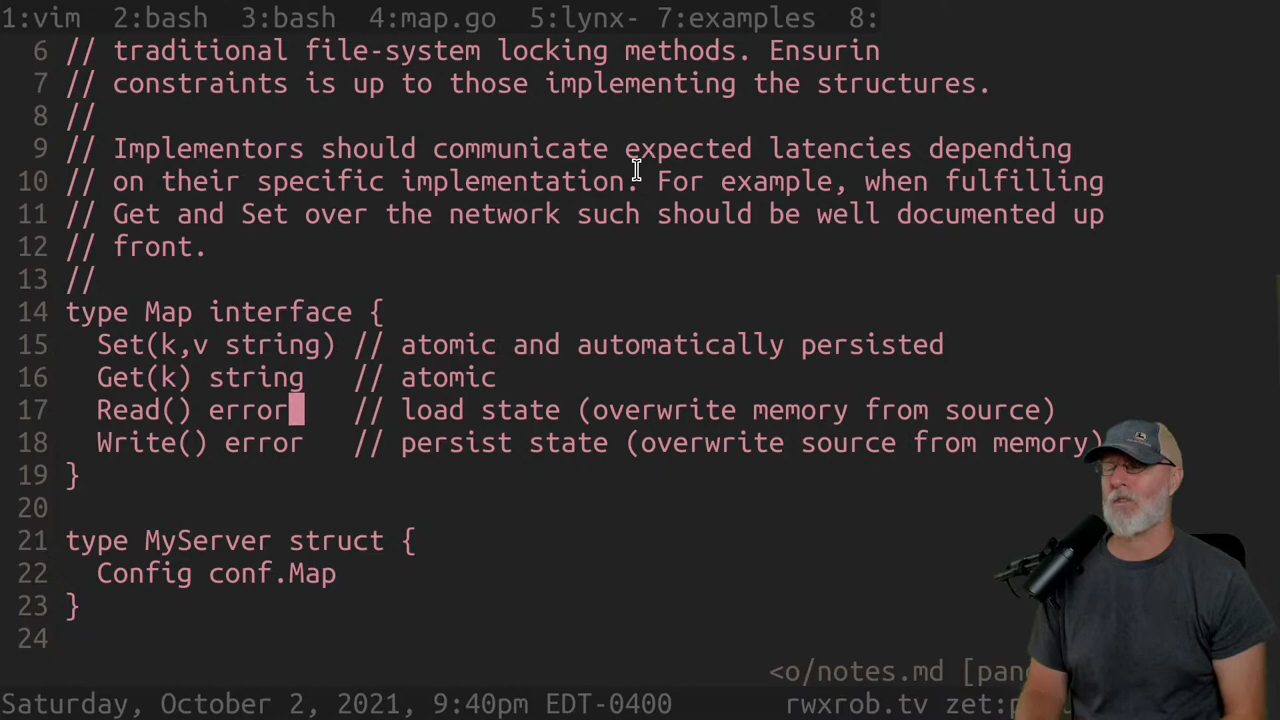 1:vim  2:bash  3:bash  4:map.go  5:lynx- 7:examples  8:
6 // traditional file-system locking methods. Ensurin
7 // constraints is up to those implementing the structures.
8 //
9 // Implementors should communicate expected latencies depending
10 // on their specific implementation. For example, when fulfilling
11 // Get and Set over the network such should be well documented up
12 // front.
13 //
14 type Map interface {
15   Set(k,v string) // atomic and automatically persisted
16   Get(k) string   // atomic
17   Read() error    // load state (overwrite memory from source)
18   Write() error   // persist state (overwrite source from memory)
19 }
20
21 type MyServer struct {
22   Config conf.Map
23 }
24
<o/notes.md [pan
Saturday, October 2, 2021, 9:40pm EDT-0400 rwxrob.tv zet:p